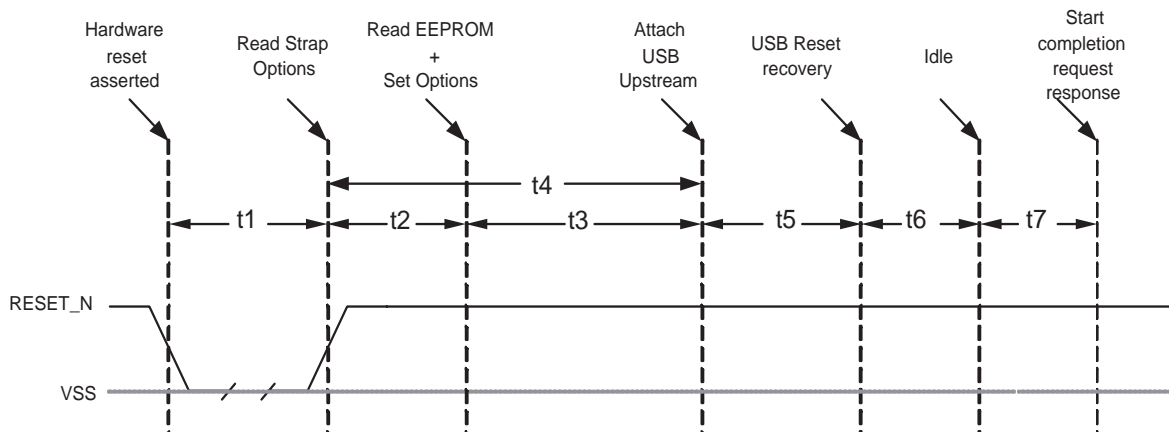 Hardware
reset
asserted
Read Strap
Options
Read EEPROM
+
Set Options
Attach
USB
Upstream
USB Reset
recovery
Idle
Start
completion
request
response
t4
t1
t2
t3
t5
t6
t7
RESET_N
VSS